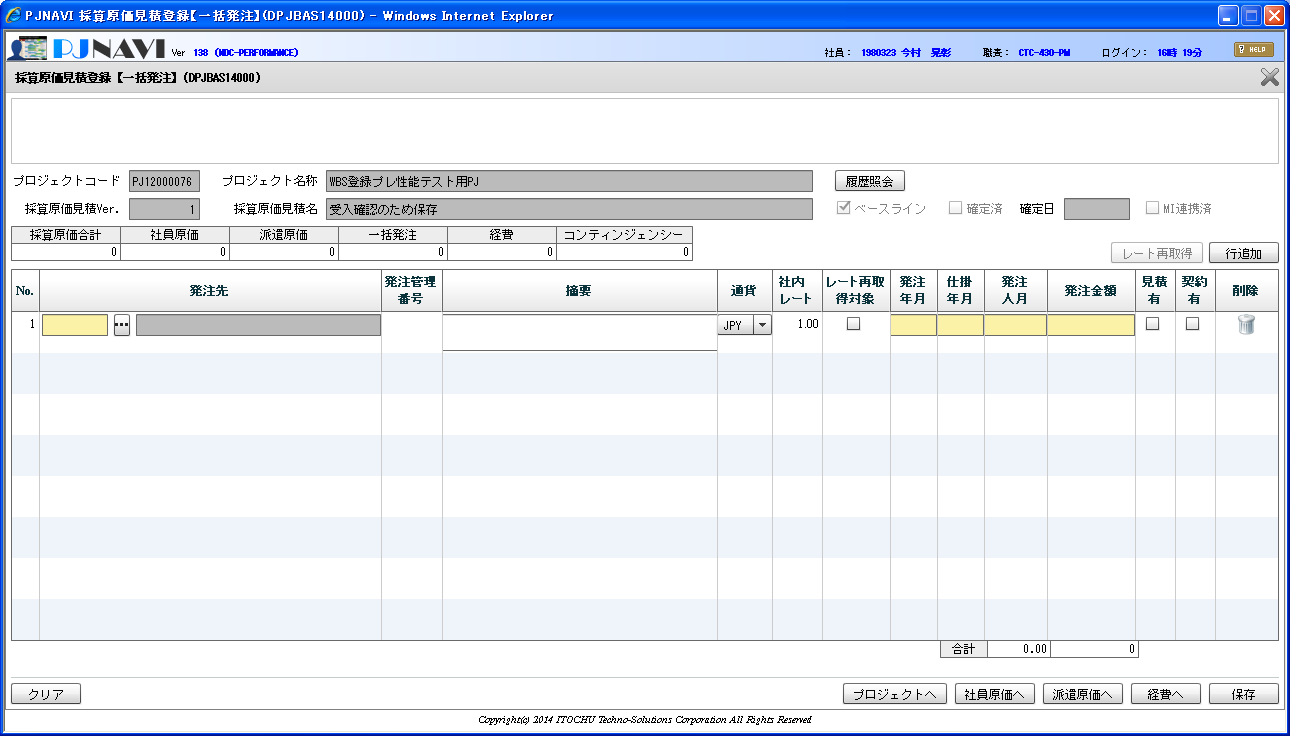 PJNAVI 採算原価見積登録【一括発注】(DPJBAS14000) - Windows Internet Explorer
PJNAVI Ver 138 (NDC-PERFORMANCE) 社員： 1980323 今村 晃彰 職責： CTC-430-PM ログイン： 16時 19分 HELP
採算原価見積登録【一括発注】(DPJBAS14000)
プロジェクトコード PJ12000076 プロジェクト名称 WBS登録プレ性能テスト用PJ 履歴照会
採算原価見積Ver. 1 採算原価見積名 受入確認のため保存 ベースライン 確定済 確定日 MI連携済
採算原価合計 社員原価 派遣原価 一括発注 経費 コンティンジェンシー
0 0 0 0 0 0
レート再取得 行追加
No. 発注先 発注管理番号 摘要 通貨 社内レート レート再取得対象 発注年月 仕掛年月 発注人月 発注金額 見積有 契約有 削除
1 ... JPY 1.00
合計 0.00 0
クリア プロジェクトへ 社員原価へ 派遣原価へ 経費へ 保存
Copyright(c) 2014 ITOCHU Techno-Solutions Corporation All Rights Reserved